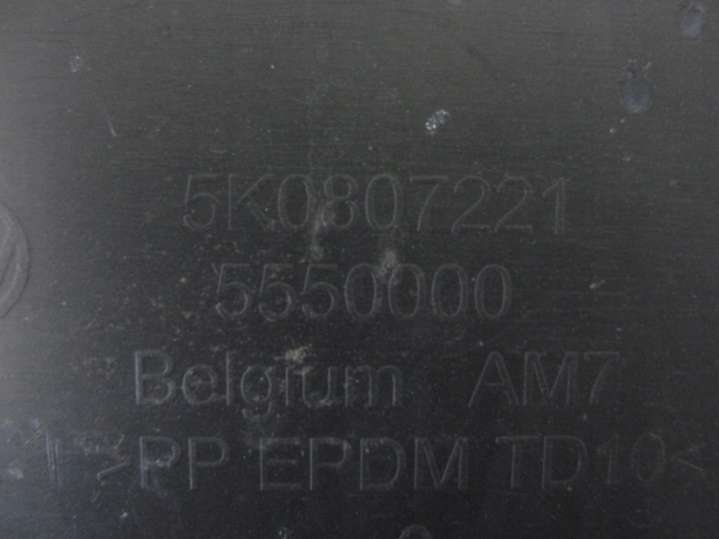 5K0807221
5550000
Belgium AM7
>PP EPDM TD10<